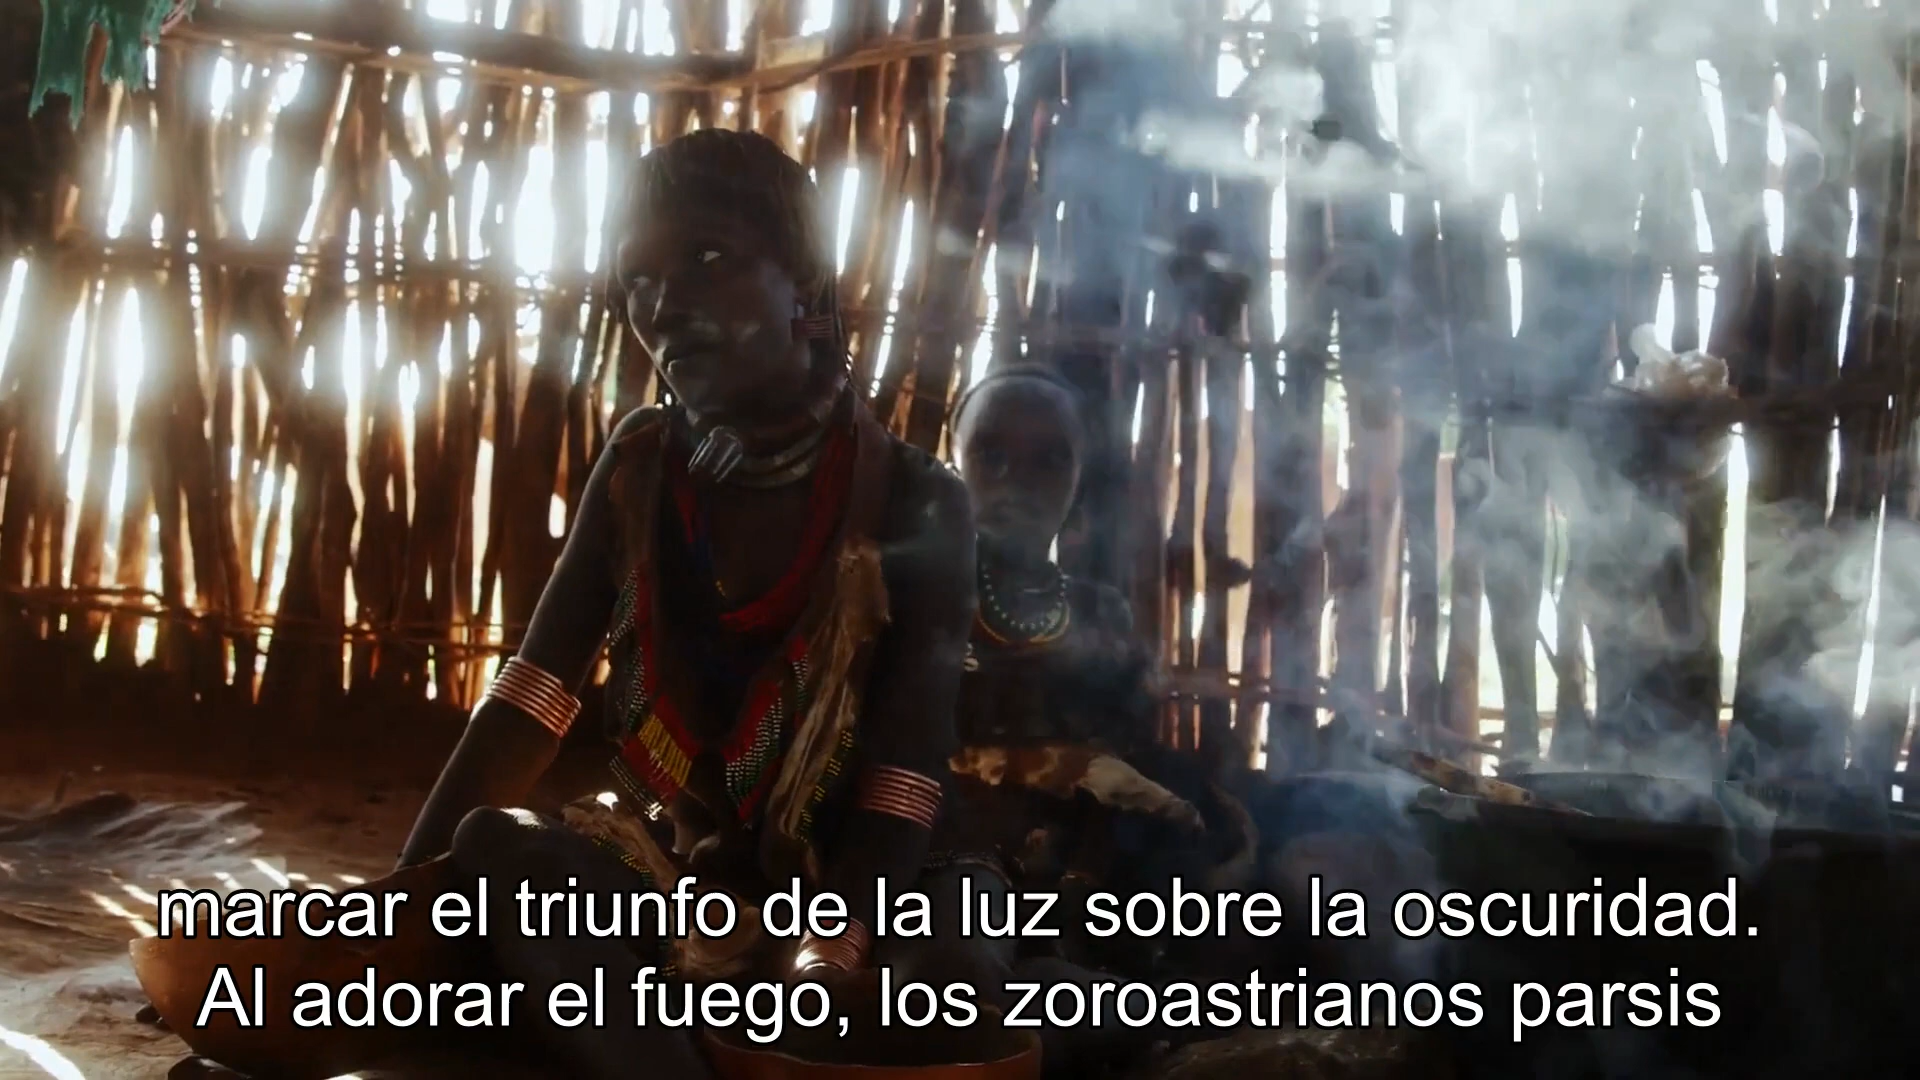 marcar el triunfo de la luz sobre la oscuridad.
Al adorar el fuego, los zoroastrianos parsis